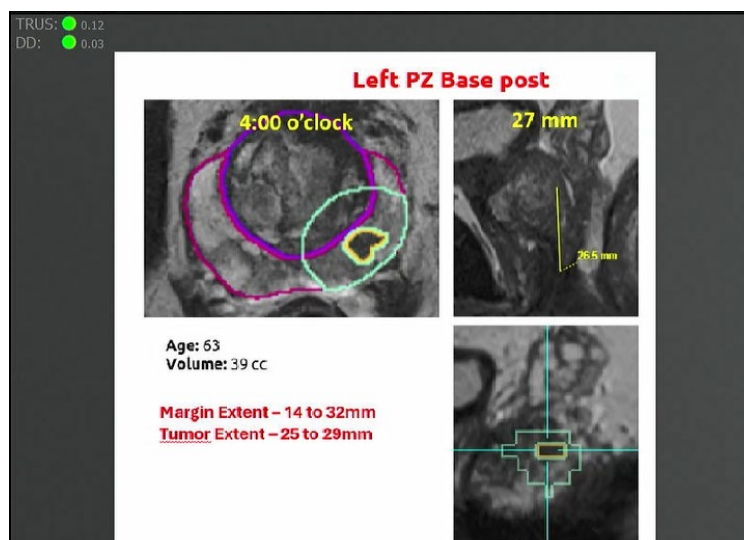 TRUS: 0.12
DD: 0.03
Left PZ Base post
4:00 o'clock
27 mm
26.5 mm
Age: 63
Volume: 39 cc
Margin Extent – 14 to 32mm
Tumor Extent – 25 to 29mm